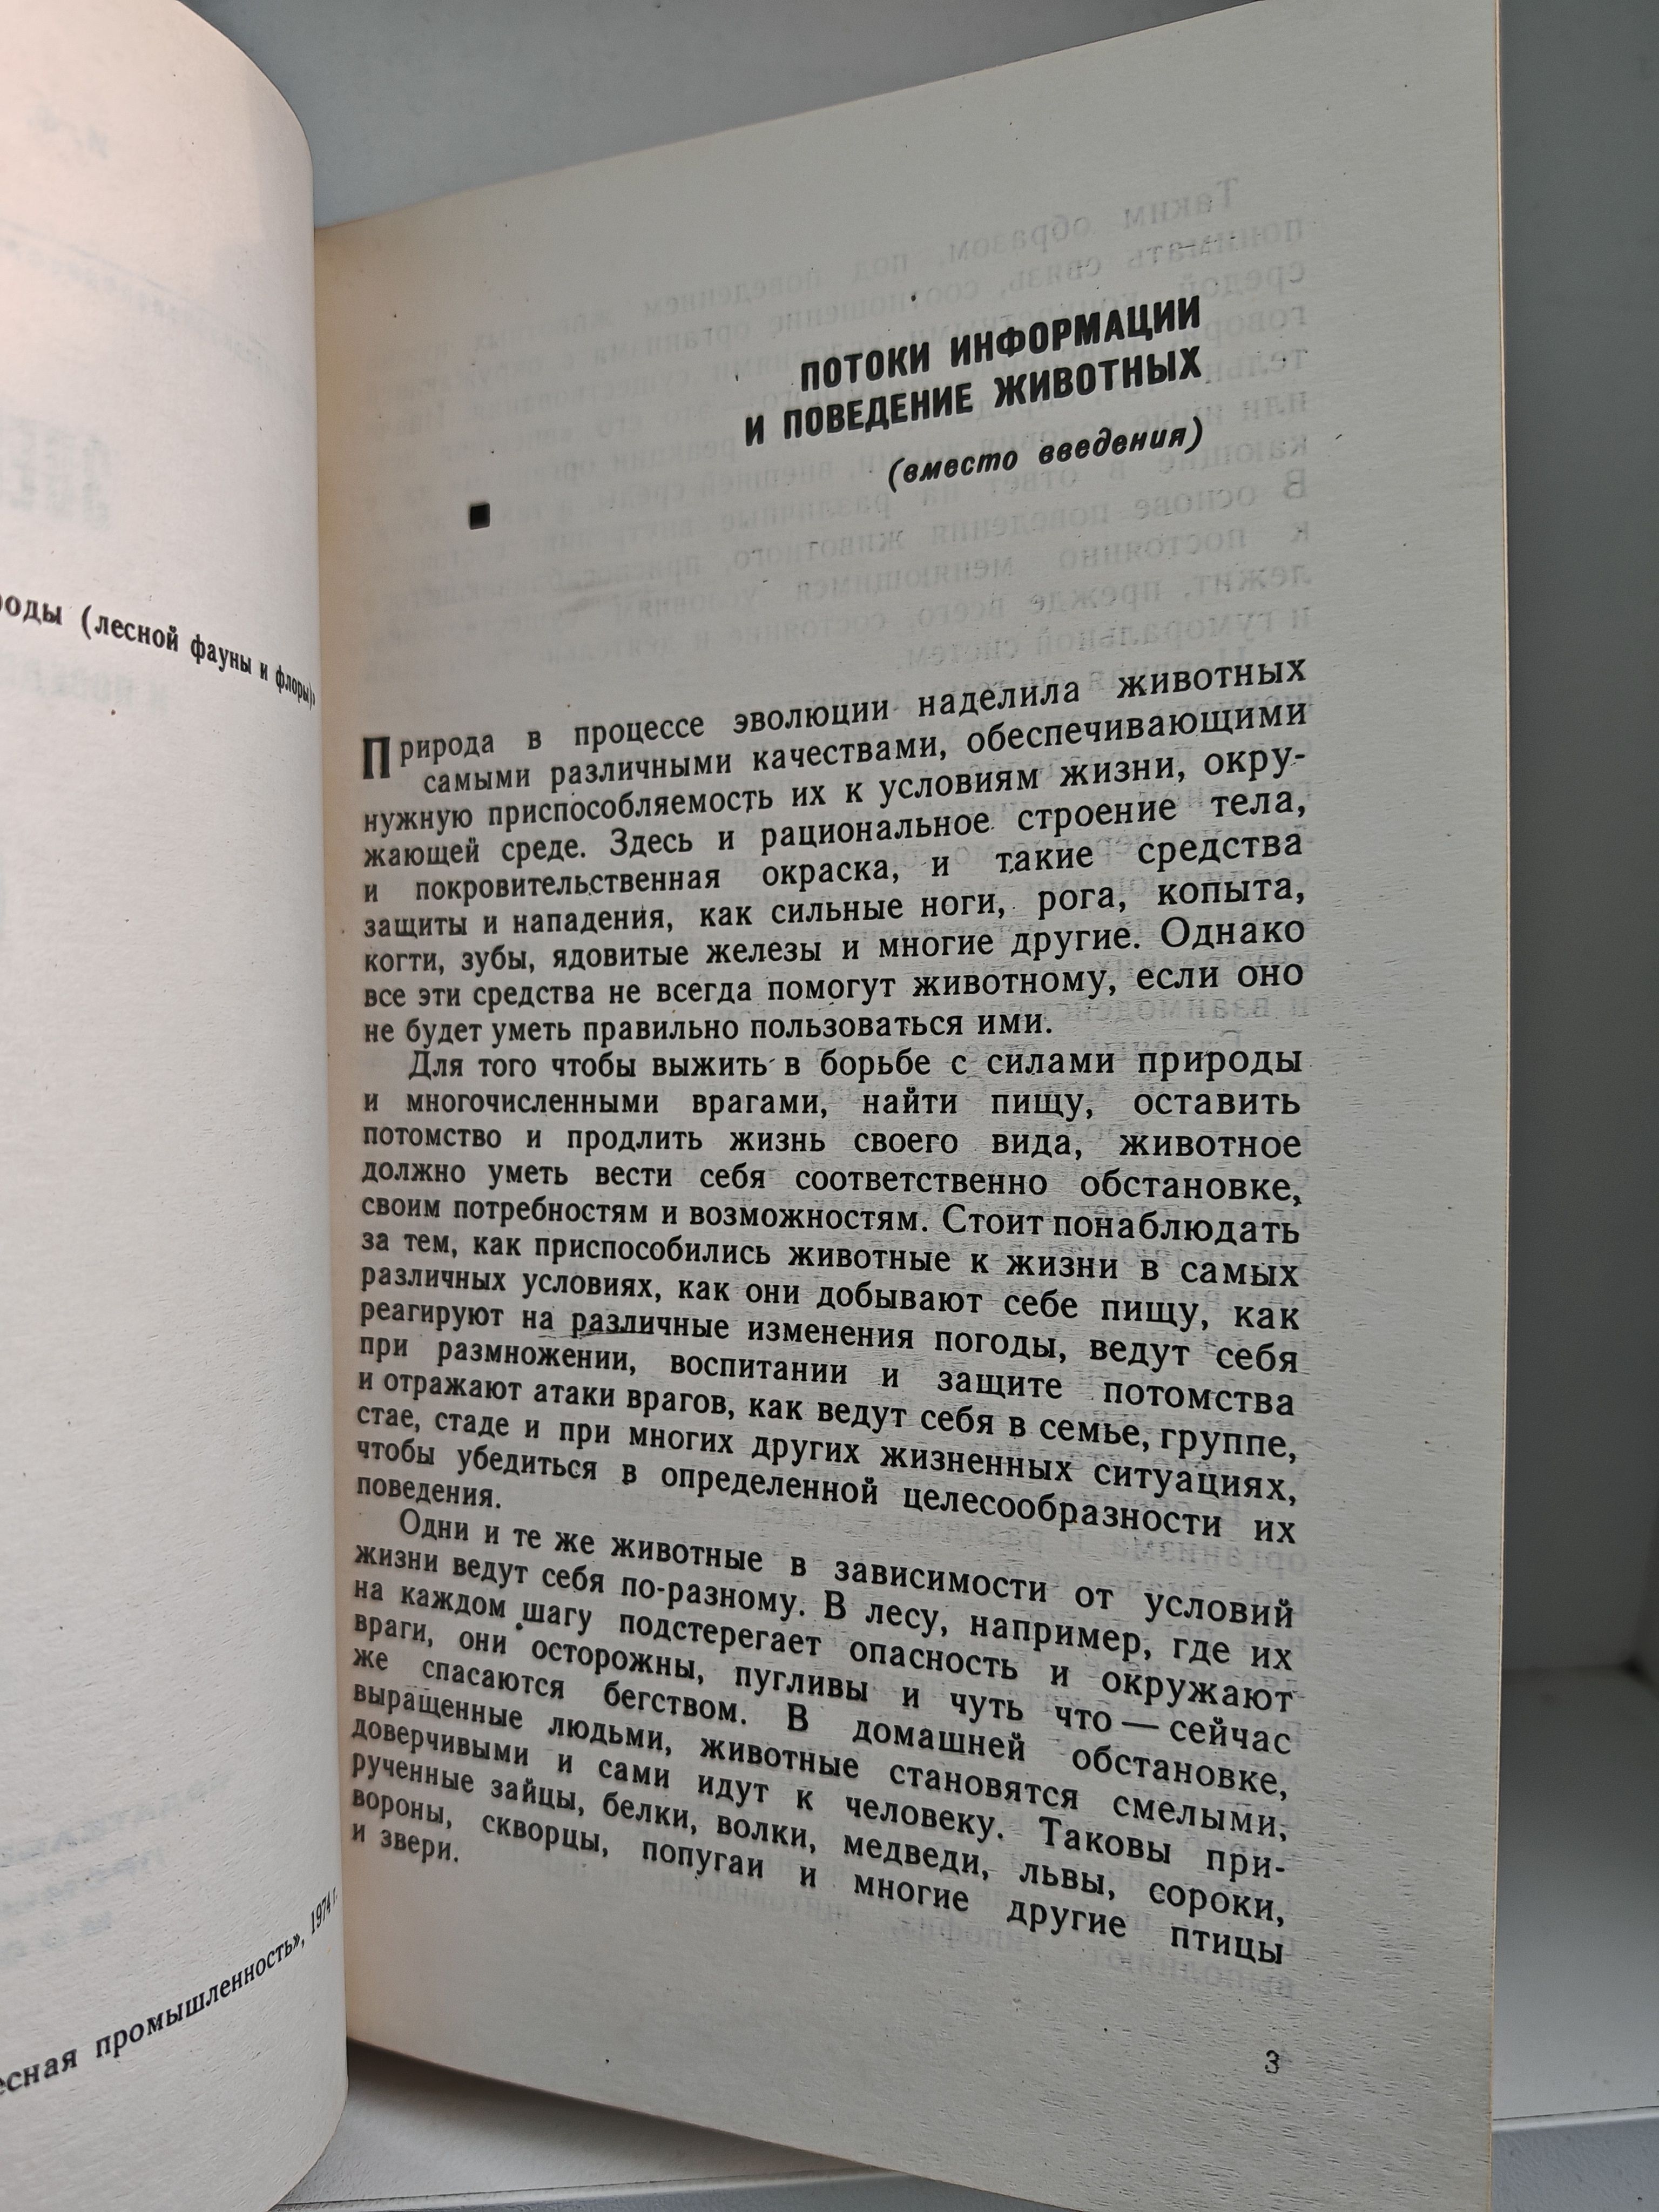 (лесной фауны и флоры)»
промышленность», 1974 г.
ПОТОКИ ИНФОРМАЦИИ
И ПОВЕДЕНИЕ ЖИВОТНЫХ
(вместо введения)
Природа в процессе эволюции наделила животных
самыми различными качествами, обеспечивающими
нужную приспособляемость их к условиям жизни, окру-
жающей среде. Здесь и рациональное строение тела,
и покровительственная окраска, и такие средства
защиты и нападения, как сильные ноги, рога, копыта,
когти, зубы, ядовитые железы и многие другие. Однако
все эти средства не всегда помогут животному, если оно
не будет уметь правильно пользоваться ими.
Для того чтобы выжить в борьбе с силами природы
и многочисленными врагами, найти пищу, оставить
потомство и продлить жизнь своего вида, животное
должно уметь вести себя соответственно обстановке,
своим потребностям и возможностям. Стоит понаблюдать
за тем, как приспособились животные к жизни в самых
различных условиях, как они добывают себе пищу, как
реагируют на различные изменения погоды, ведут себя
при размножении, воспитании и защите потомства
и отражают атаки врагов, как ведут себя в семье, группе,
стае, стаде и при многих других жизненных ситуациях,
чтобы убедиться в определенной целесообразности их
поведения.
Одни и те же животные в зависимости от условий
жизни ведут себя по-разному. В лесу, например, где их
на каждом шагу подстерегает опасность и окружают
враги, они осторожны, пугливы и чуть что — сейчас
же спасаются бегством. В домашней обстановке,
выращенные людьми, животные становятся смелыми,
доверчивыми и сами идут к человеку. Таковы при-
рученные зайцы, белки, волки, медведи, львы, сороки,
вороны, скворцы, попугаи и многие другие птицы
и звери.
3